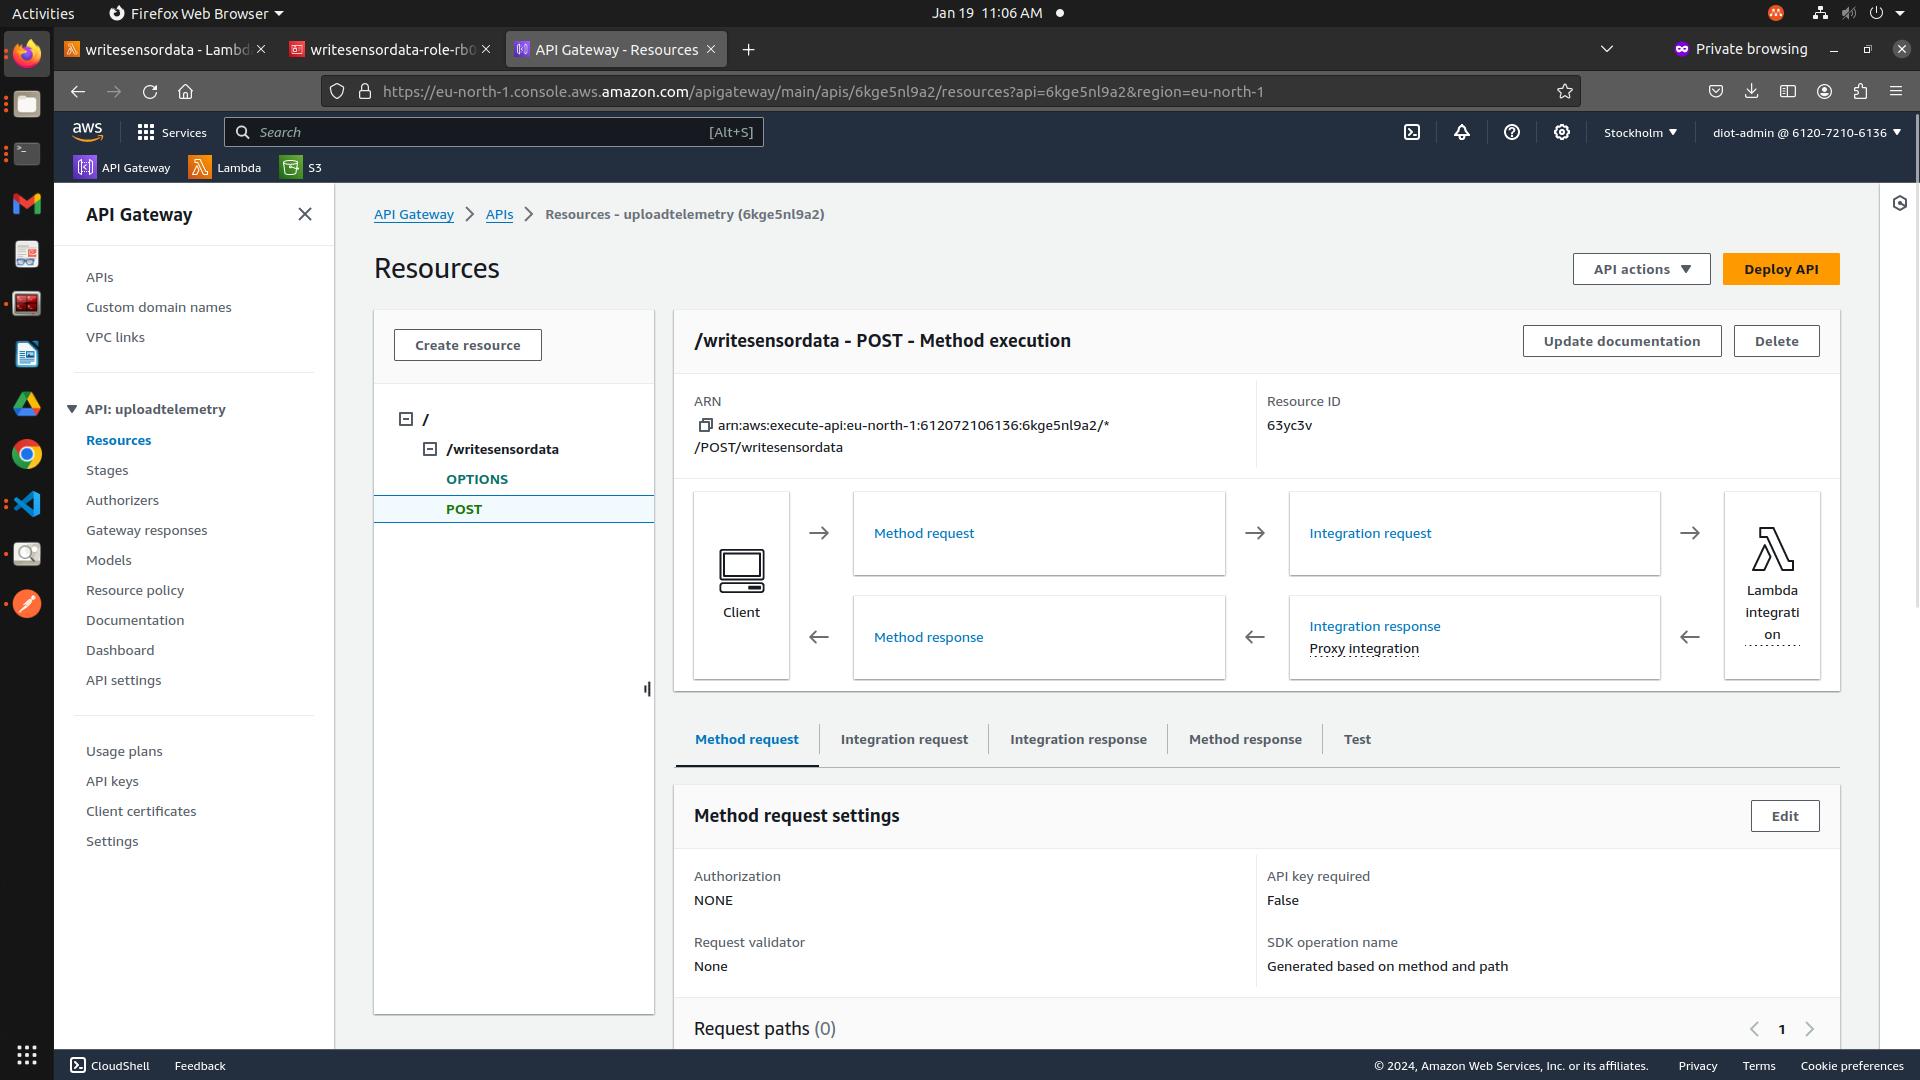 Activities
Firefox Web Browser
Jan 19 11:06 AM
writesensordata - Lambd
writesensordata-role-rb0
API Gateway - Resources
Private browsing
https://eu-north-1.console.aws.amazon.com/apigateway/main/apis/6kge5nl9a2/resources?api=6kge5nl9a2&region=eu-north-1
aws
Services
Search
[Alt+S]
Stockholm
diot-admin @ 6120-7210-6136
API Gateway
Lambda
S3
API Gateway
APIs
Custom domain names
VPC links
API: uploadtelemetry
Resources
Stages
Authorizers
Gateway responses
Models
Resource policy
Documentation
Dashboard
API settings
Usage plans
API keys
Client certificates
Settings
API Gateway
APIs
Resources - uploadtelemetry (6kge5nl9a2)
Resources
API actions
Deploy API
Create resource
/
/writesensordata
OPTIONS
POST
/writesensordata - POST - Method execution
Update documentation
Delete
ARN
arn:aws:execute-api:eu-north-1:612072106136:6kge5nl9a2/*
/POST/writesensordata
Resource ID
63yc3v
Client
Method request
Integration request
Lambda
integrati
on
Method response
Integration response
Proxy integration
Method request
Integration request
Integration response
Method response
Test
Method request settings
Edit
Authorization
NONE
API key required
False
Request validator
None
SDK operation name
Generated based on method and path
Request paths (0)
1
CloudShell
Feedback
© 2024, Amazon Web Services, Inc. or its affiliates.
Privacy
Terms
Cookie preferences